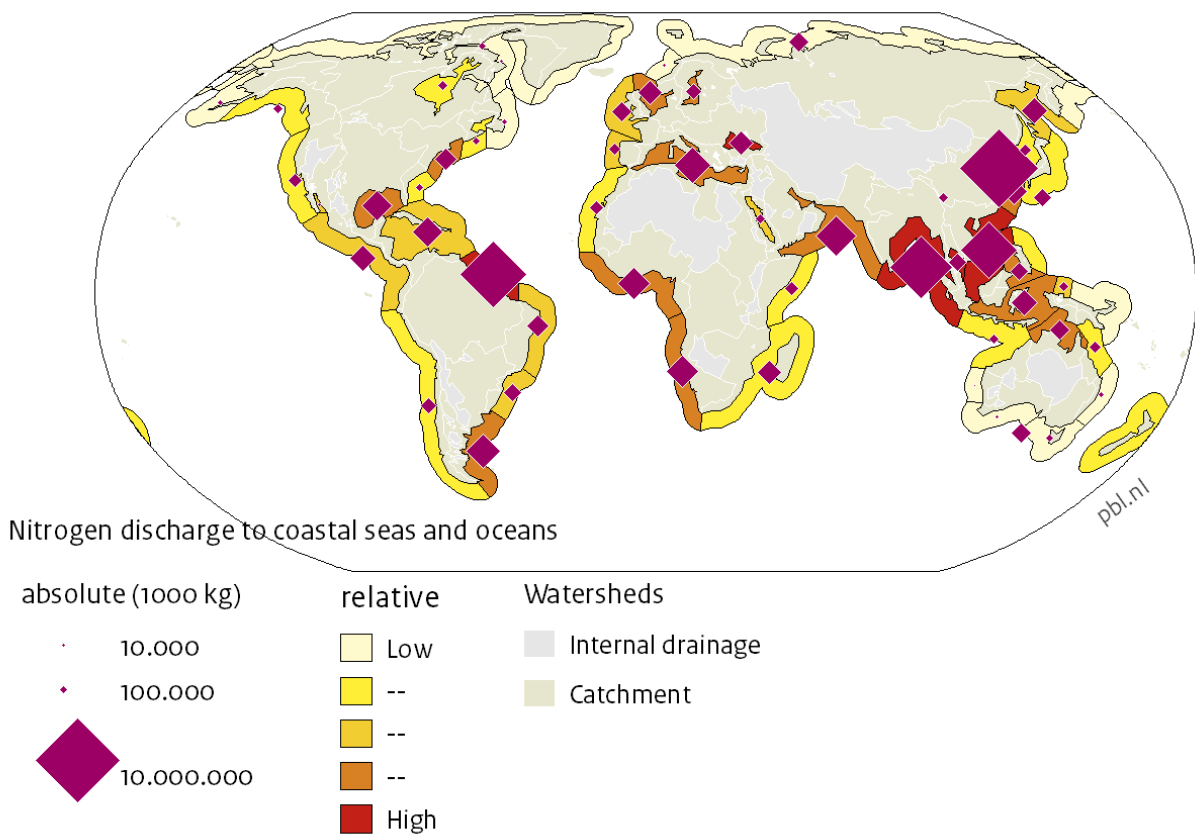 pbl.nl
Nitrogen discharge to coastal seas and oceans
absolute (1000 kg)
10.000
100.000
10.000.000
relative
Low
--
--
--
High
Watersheds
Internal drainage
Catchment